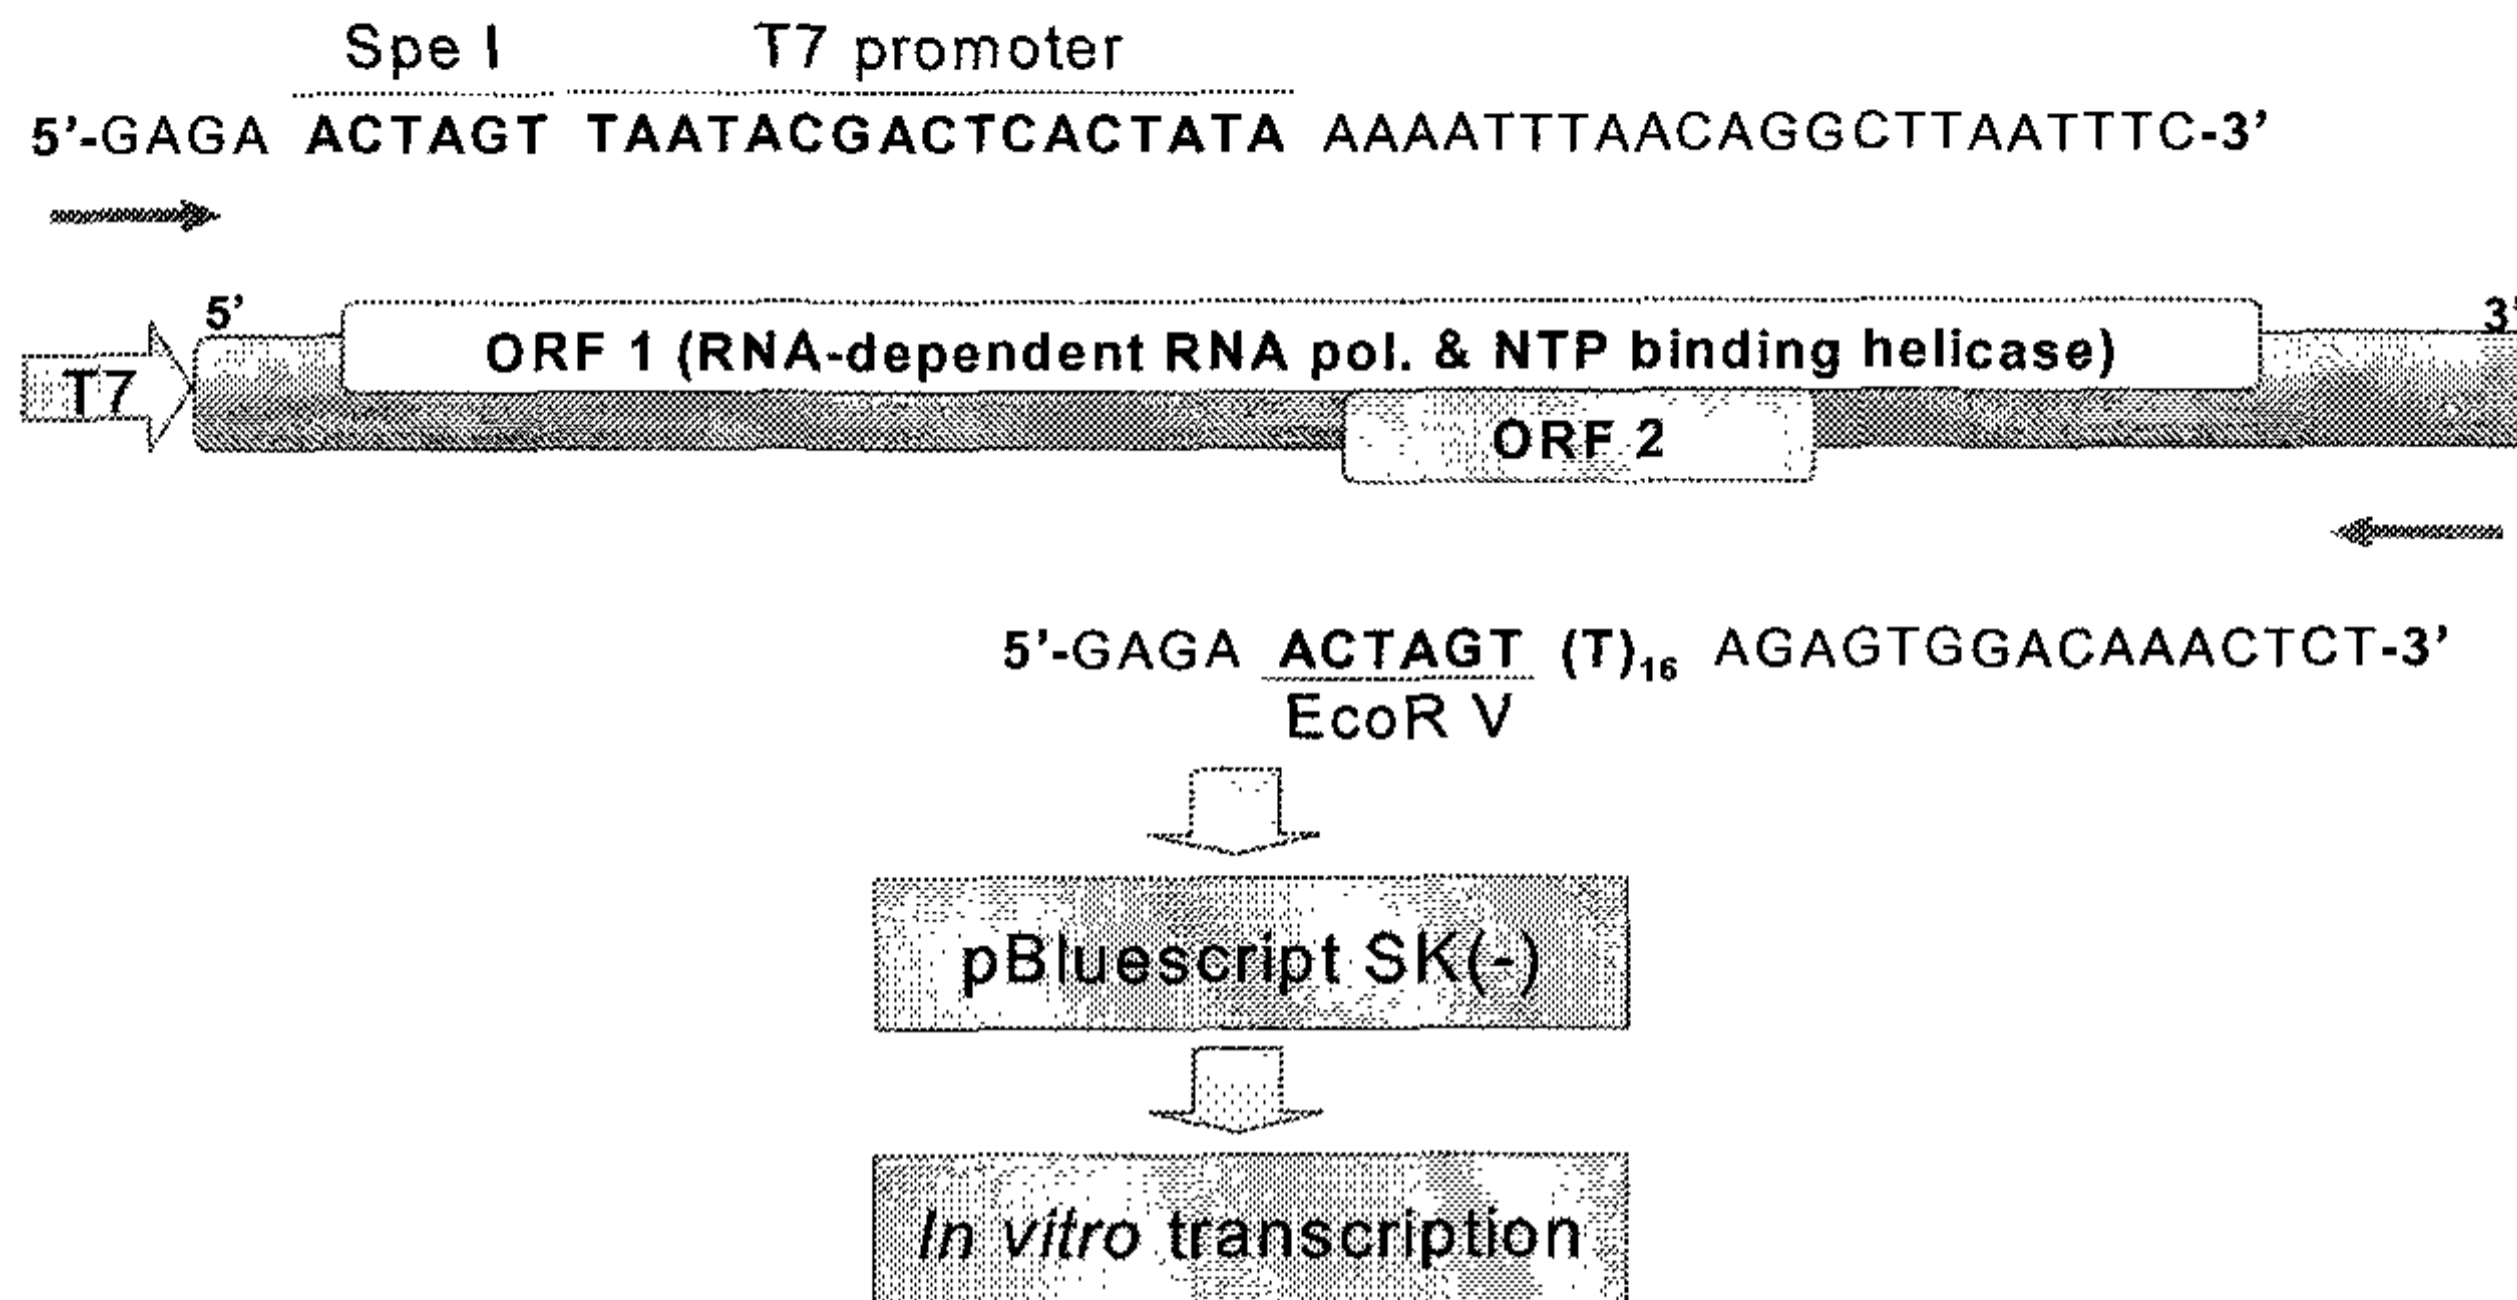 Spe I T7 promoter
5'-GAGA ACTAGT TAATACGACTCACTATA AAAATTTAACAGGCTTAATTTC-3'
5' 3'
ORF 1 (RNA-dependent RNA pol. & NTP binding helicase)
T7
ORF 2
5'-GAGA ACTAGT (T)16 AGAGTGGACAAACTCT-3'
EcoR V
pBluescript SK(-)
In vitro transcription